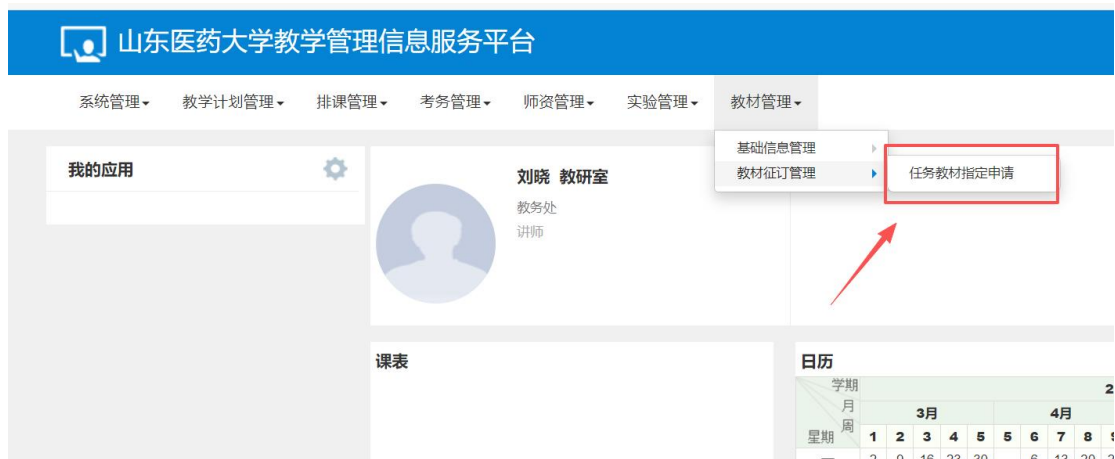 山东医药大学教学管理信息服务平台
系统管理 教学计划管理 排课管理 考务管理 师资管理 实验管理 教材管理
基础信息管理
教材征订管理 任务教材指定申请
我的应用
刘晓 教研室
教务处
讲师
课表
日历
学期
月
周
星期
3月 4月
1 2 3 4 5 5 6 7 8